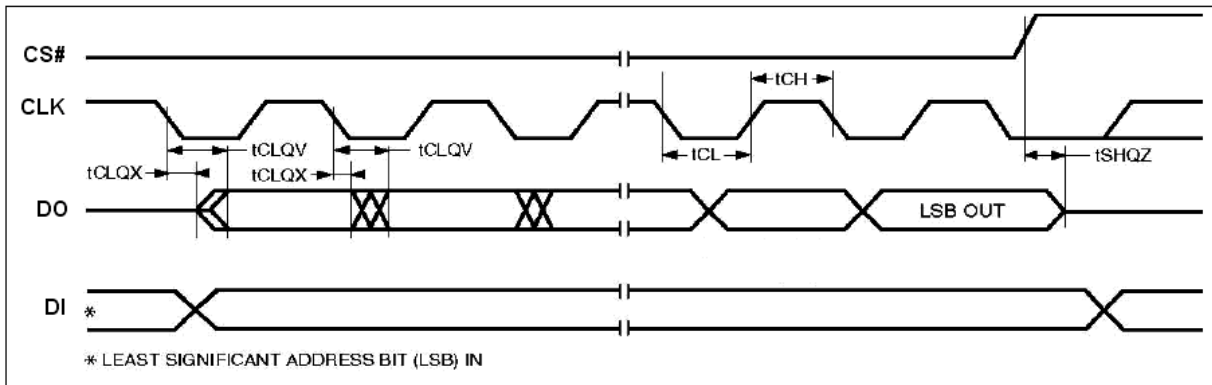 CS#
tCH
CLK
tCLQV
tCLQV
tCL
tSHQZ
tCLQX
tCLQX
DO
LSB OUT
DI
*
* LEAST SIGNIFICANT ADDRESS BIT (LSB) IN